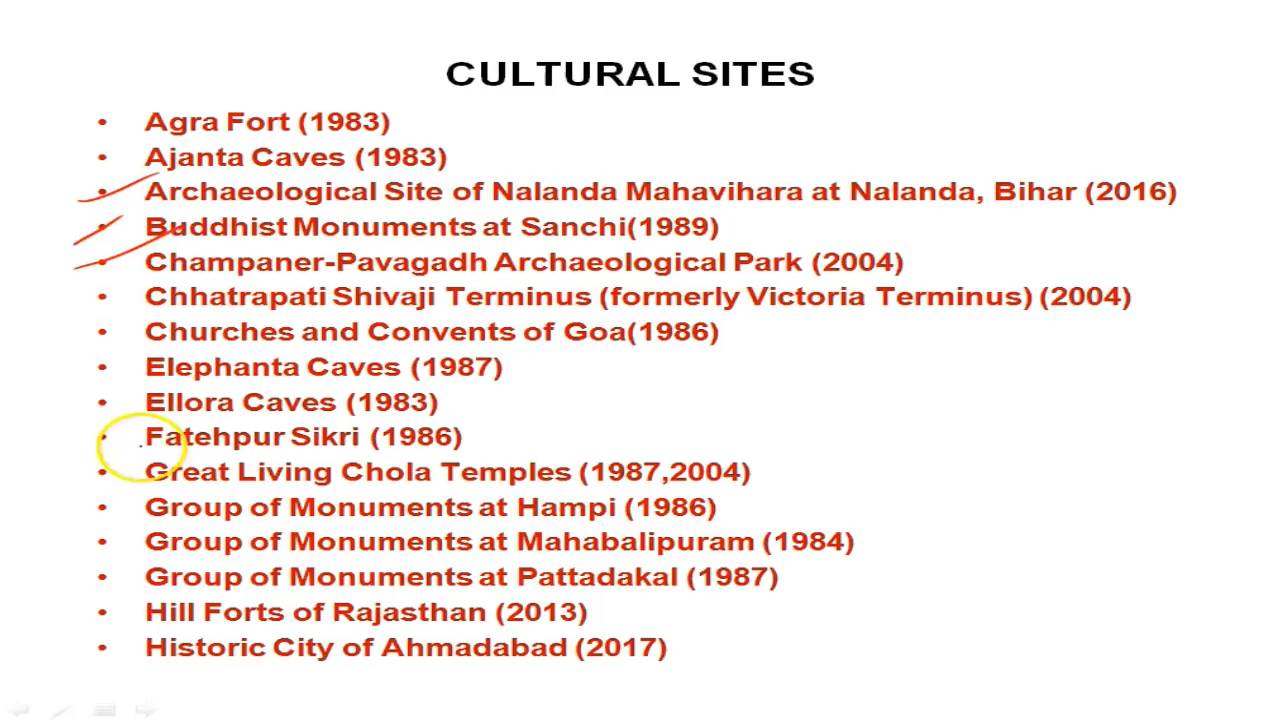 CULTURAL SITES
• Agra Fort (1983)
• Ajanta Caves (1983)
• Archaeological Site of Nalanda Mahavihara at Nalanda, Bihar (2016)
• Buddhist Monuments at Sanchi(1989)
• Champaner-Pavagadh Archaeological Park (2004)
• Chhatrapati Shivaji Terminus (formerly Victoria Terminus) (2004)
• Churches and Convents of Goa(1986)
• Elephanta Caves (1987)
• Ellora Caves (1983)
• Fatehpur Sikri (1986)
• Great Living Chola Temples (1987,2004)
• Group of Monuments at Hampi (1986)
• Group of Monuments at Mahabalipuram (1984)
• Group of Monuments at Pattadakal (1987)
• Hill Forts of Rajasthan (2013)
• Historic City of Ahmadabad (2017)